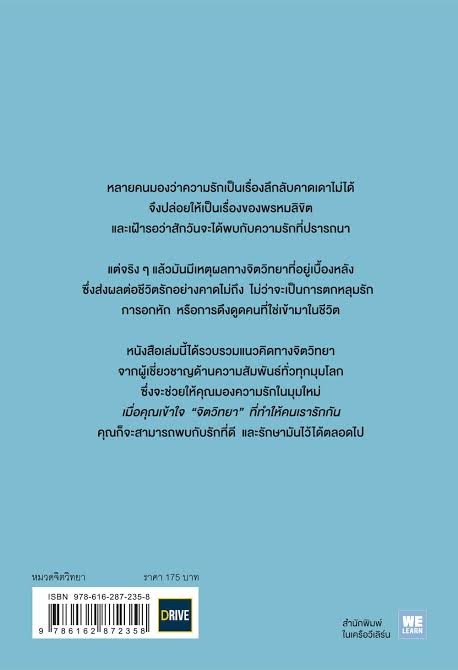 หลายคนมองว่าความรักเป็นเรื่องลึกลับคาดเดาไม่ได้
จึงปล่อยให้เป็นเรื่องของพรหมลิขิต
และเฝ้ารอว่าสักวันจะได้พบกับความรักที่ปรารถนา
แต่จริง ๆ แล้วมันมีเหตุผลทางจิตวิทยาที่อยู่เบื้องหลัง
ซึ่งส่งผลต่อชีวิตรักอย่างคาดไม่ถึง ไม่ว่าจะเป็นการตกหลุมรัก
การอกหัก หรือการดึงดูดคนที่ใช่เข้ามาในชีวิต
หนังสือเล่มนี้ได้รวบรวมแนวคิดทางจิตวิทยา
จากผู้เชี่ยวชาญด้านความสัมพันธ์ทั่วทุกมุมโลก
ซึ่งจะช่วยให้คุณมองความรักในมุมใหม่
เมื่อคุณเข้าใจ "จิตวิทยา" ที่ทำให้คนเรารักกัน
คุณก็จะสามารถพบกับรักที่ดี และรักษามันไว้ได้ตลอดไป
หมวดจิตวิทยา ราคา 175 บาท
ISBN 978-616-287-235-8
9 786162 872358
DRIVE
สำนักพิมพ์
ในเครือวีเลิร์น
WE
LEARN